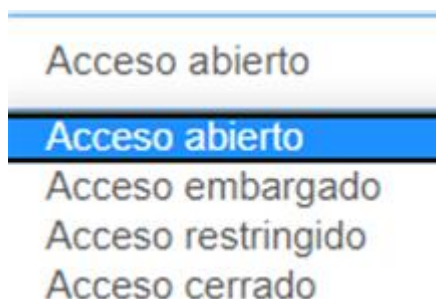 Acceso abierto
Acceso abierto
Acceso embargado
Acceso restringido
Acceso cerrado